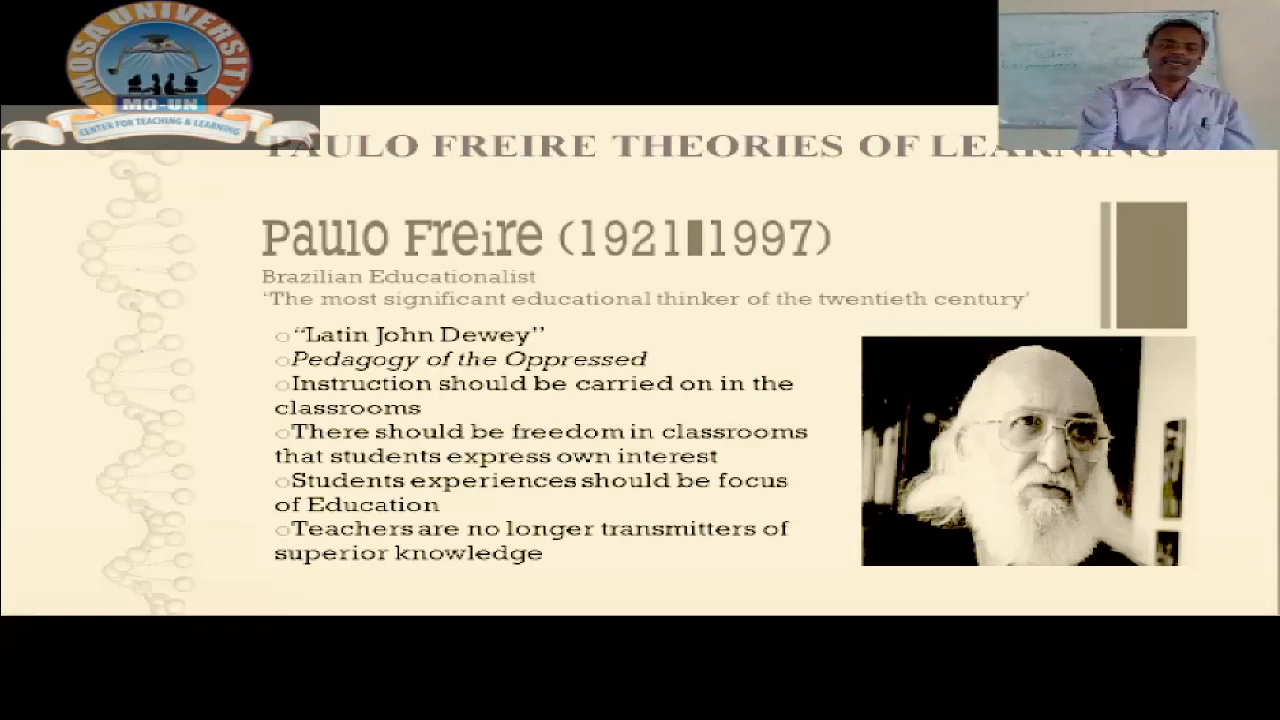 MOSA UNIVERSITY
MO-UN
CENTER FOR TEACHING & LEARNING
PAULO FREIRE THEORIES OF LEARNING
Paulo Freire (1921▮1997)
Brazilian Educationalist
‘The most significant educational thinker of the twentieth century’
○“Latin John Dewey”
○Pedagogy of the Oppressed
○Instruction should be carried on in the
classrooms
○There should be freedom in classrooms
that students express own interest
○Students experiences should be focus
of Education
○Teachers are no longer transmitters of
superior knowledge